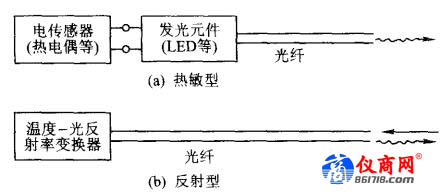 电传感器
(热电偶等)
发光元件
(LED等)
光纤
(a) 热敏型
温度-光反
射率变换器
光纤
(b) 反射型
仪商网®
861718.com